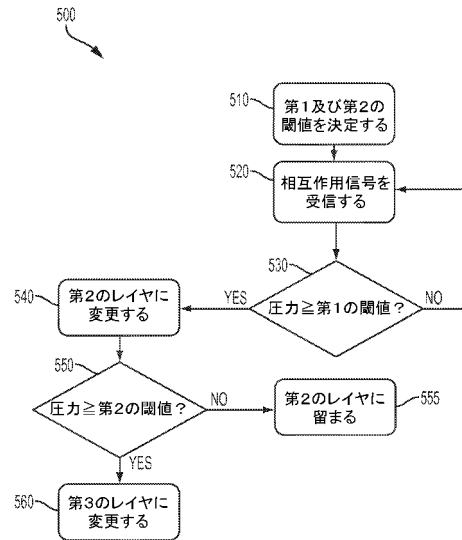 500
510
第1及び第2の
閾値を決定する
520
相互作用信号を
受信する
530
圧力≧第1の閾値？
YES
NO
540
第2のレイヤに
変更する
550
圧力≧第2の閾値？
NO
第2のレイヤに
留まる
555
YES
560
第3のレイヤに
変更する